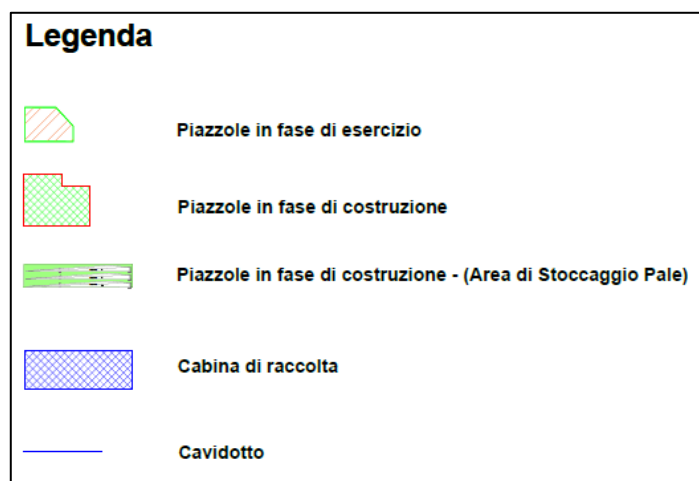 Legenda
Piazzole in fase di esercizio
Piazzole in fase di costruzione
Piazzole in fase di costruzione - (Area di Stoccaggio Pale)
Cabina di raccolta
Cavidotto